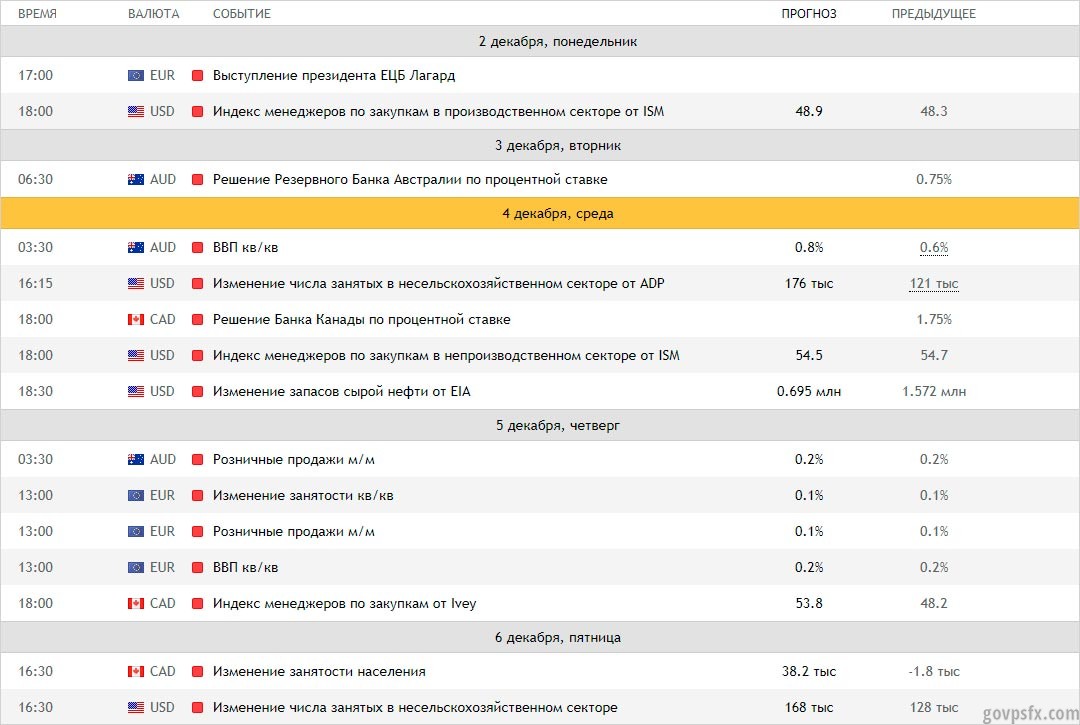 ВРЕМЯ ВАЛЮТА СОБЫТИЕ ПРОГНОЗ ПРЕДЫДУЩЕЕ
2 декабря, понедельник
17:00 EUR Выступление президента ЕЦБ Лагард
18:00 USD Индекс менеджеров по закупкам в производственном секторе от ISM 48.9 48.3
3 декабря, вторник
06:30 AUD Решение Резервного Банка Австралии по процентной ставке 0.75%
4 декабря, среда
03:30 AUD ВВП кв/кв 0.8% 0.6%
16:15 USD Изменение числа занятых в несельскохозяйственном секторе от ADP 176 тыс 121 тыс
18:00 CAD Решение Банка Канады по процентной ставке 1.75%
18:00 USD Индекс менеджеров по закупкам в непроизводственном секторе от ISM 54.5 54.7
18:30 USD Изменение запасов сырой нефти от EIA 0.695 млн 1.572 млн
5 декабря, четверг
03:30 AUD Розничные продажи м/м 0.2% 0.2%
13:00 EUR Изменение занятости кв/кв 0.1% 0.1%
13:00 EUR Розничные продажи м/м 0.1% 0.1%
13:00 EUR ВВП кв/кв 0.2% 0.2%
18:00 CAD Индекс менеджеров по закупкам от Ivey 53.8 48.2
6 декабря, пятница
16:30 CAD Изменение занятости населения 38.2 тыс -1.8 тыс
16:30 USD Изменение числа занятых в несельскохозяйственном секторе 168 тыс 128 тыс
govpsfx.com